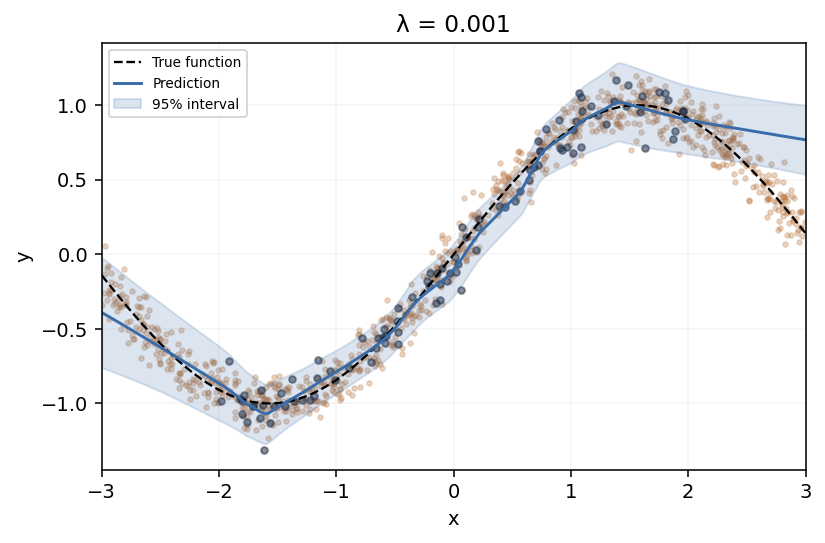 λ = 0.001
True function
Prediction
95% interval
y
1.0
0.5
0.0
−0.5
−1.0
−3
−2
−1
0
1
2
3
x